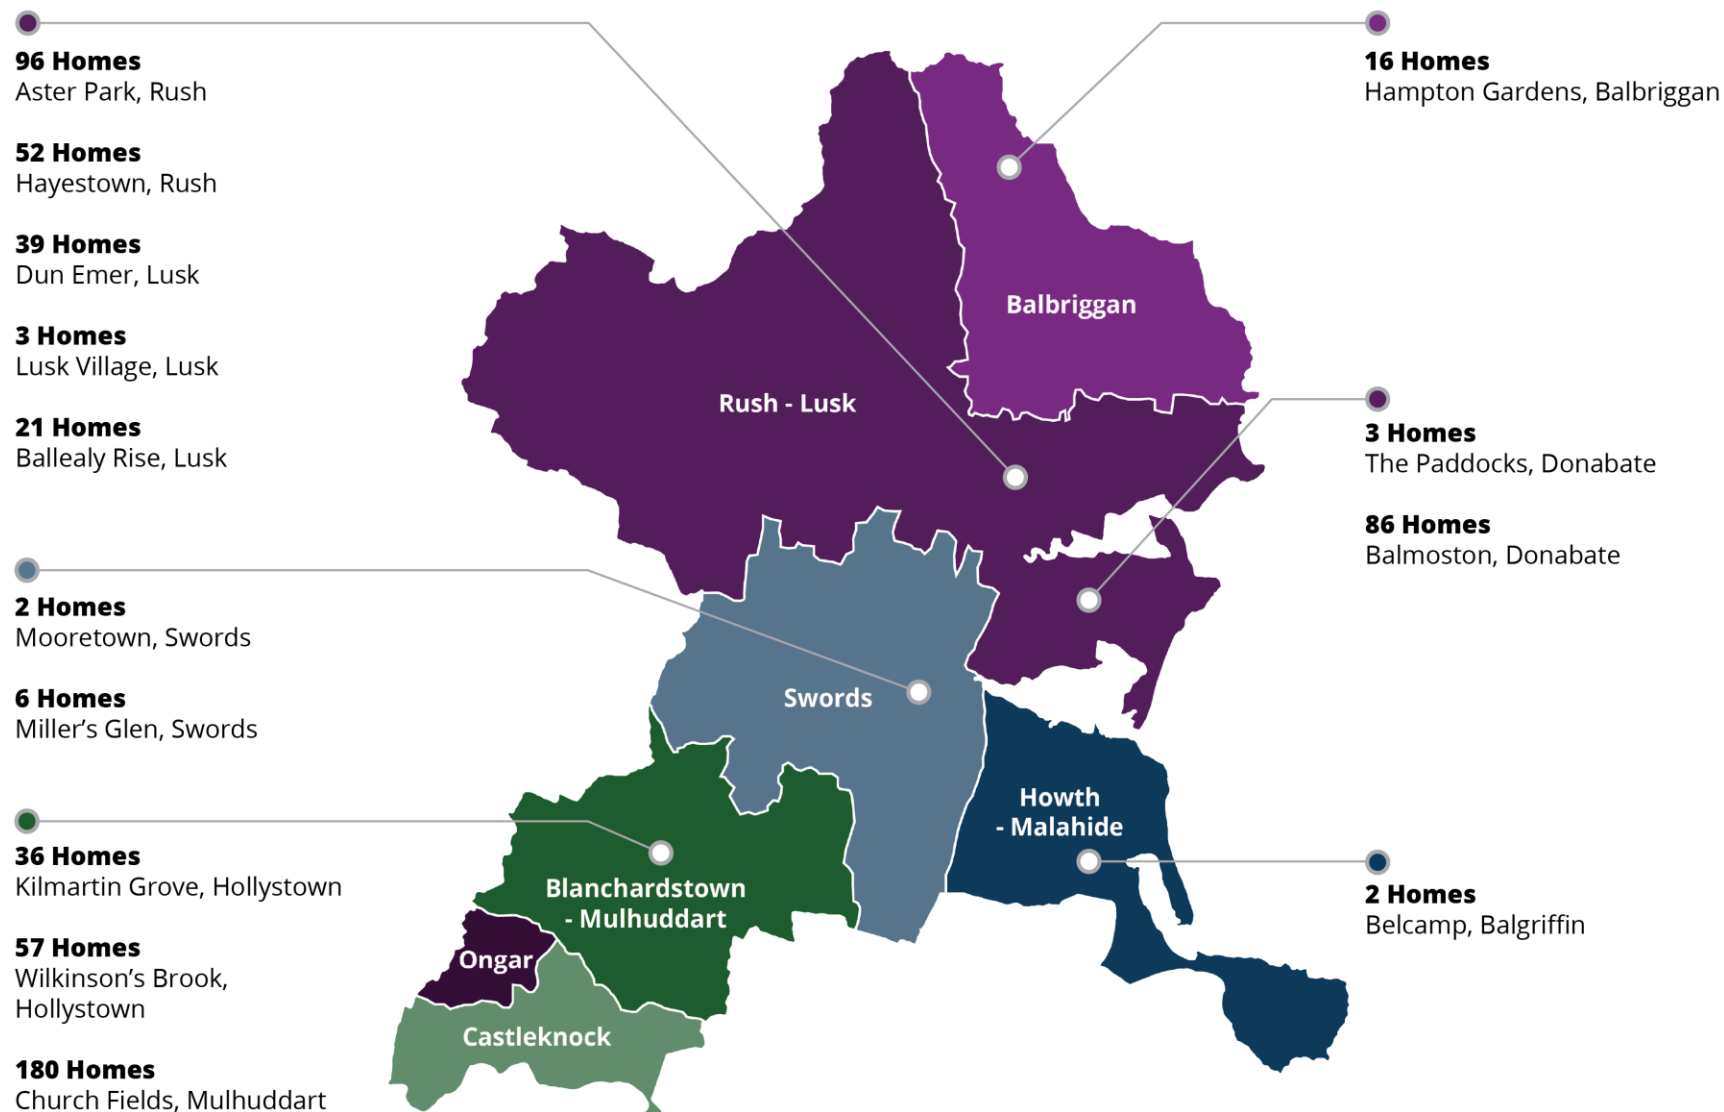 96 Homes
Aster Park, Rush
52 Homes
Hayestown, Rush
39 Homes
Dun Emer, Lusk
3 Homes
Lusk Village, Lusk
21 Homes
Ballealy Rise, Lusk
2 Homes
Mooretown, Swords
6 Homes
Miller’s Glen, Swords
36 Homes
Kilmartin Grove, Hollystown
57 Homes
Wilkinson’s Brook,
Hollystown
180 Homes
Church Fields, Mulhuddart
Balbriggan
Rush - Lusk
Swords
Howth
- Malahide
Blanchardstown
- Mulhuddart
Ongar
Castleknock
16 Homes
Hampton Gardens, Balbriggan
3 Homes
The Paddocks, Donabate
86 Homes
Balmoston, Donabate
2 Homes
Belcamp, Balgriffin